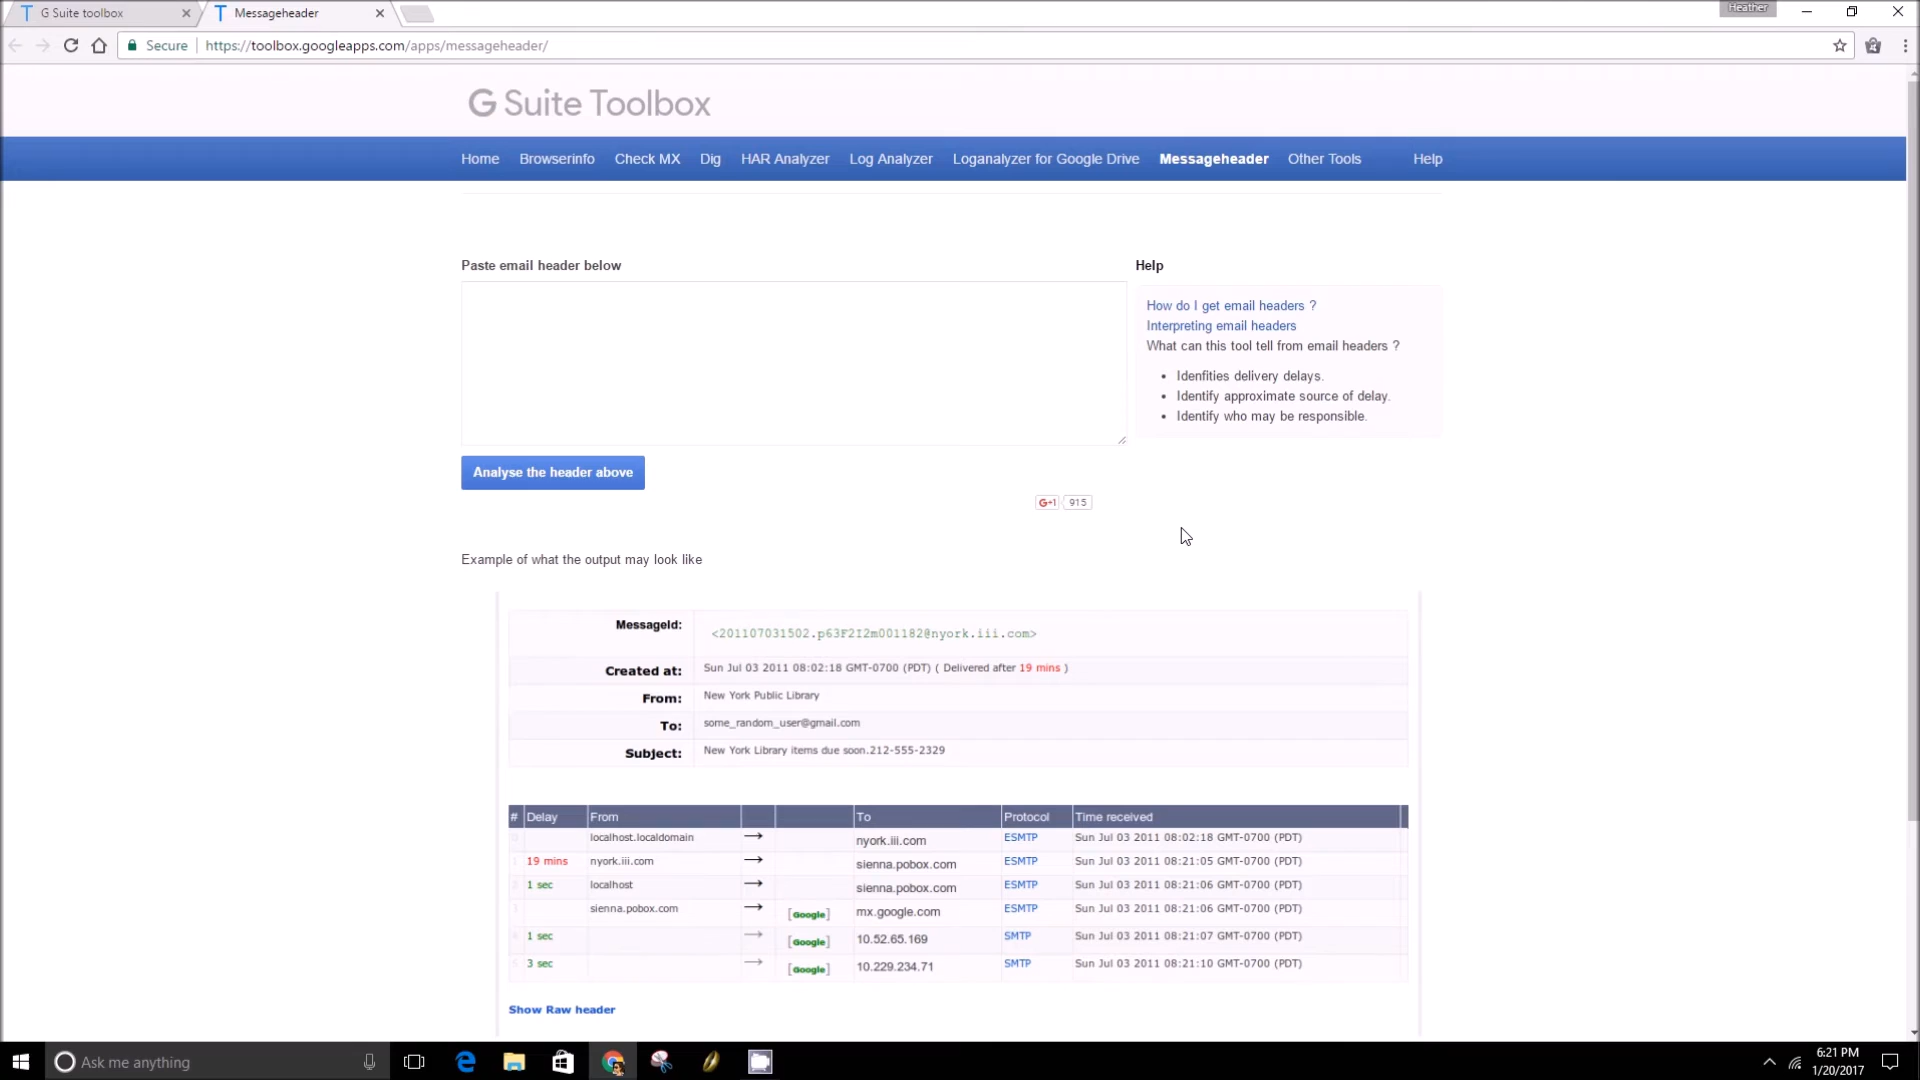 G Suite toolbox
Messageheader
Heather
Secure
https://toolbox.googleapps.com/apps/messageheader/
G Suite Toolbox
Home Browserinfo Check MX Dig HAR Analyzer Log Analyzer Loganalyzer for Google Drive Messageheader Other Tools Help
Paste email header below
Help
How do I get email headers ?
Interpreting email headers
What can this tool tell from email headers ?
• Idenfities delivery delays.
• Identify approximate source of delay.
• Identify who may be responsible.
Analyse the header above
G+1 915
Example of what the output may look like
MessageId: <201107031502.p63F2I2m001182@nyork.iii.com>
Created at: Sun Jul 03 2011 08:02:18 GMT-0700 (PDT) ( Delivered after 19 mins )
From: New York Public Library
To: some_random_user@gmail.com
Subject: New York Library items due soon.212-555-2329
# Delay From To Protocol Time received
localhost.localdomain → nyork.iii.com ESMTP Sun Jul 03 2011 08:02:18 GMT-0700 (PDT)
19 mins nyork.iii.com → sienna.pobox.com ESMTP Sun Jul 03 2011 08:21:05 GMT-0700 (PDT)
1 sec localhost → sienna.pobox.com ESMTP Sun Jul 03 2011 08:21:06 GMT-0700 (PDT)
sienna.pobox.com → [Google] mx.google.com ESMTP Sun Jul 03 2011 08:21:06 GMT-0700 (PDT)
1 sec → [Google] 10.52.65.169 SMTP Sun Jul 03 2011 08:21:07 GMT-0700 (PDT)
3 sec → [Google] 10.229.234.71 SMTP Sun Jul 03 2011 08:21:10 GMT-0700 (PDT)
Show Raw header
Ask me anything
6:21 PM
1/20/2017